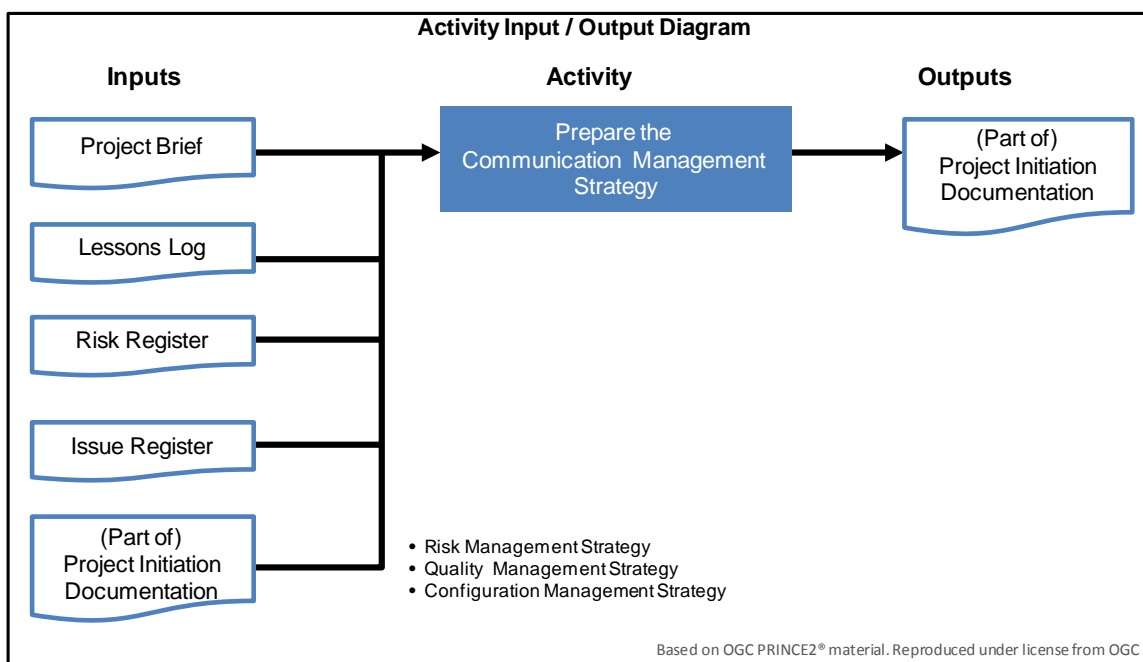 Activity Input / Output Diagram
Inputs
Activity
Outputs
Project Brief
Prepare the
Communication Management
Strategy
(Part of)
Project Initiation
Documentation
Lessons Log
Risk Register
Issue Register
(Part of)
Project Initiation
Documentation
• Risk Management Strategy
• Quality Management Strategy
• Configuration Management Strategy
Based on OGC PRINCE2® material. Reproduced under license from OGC